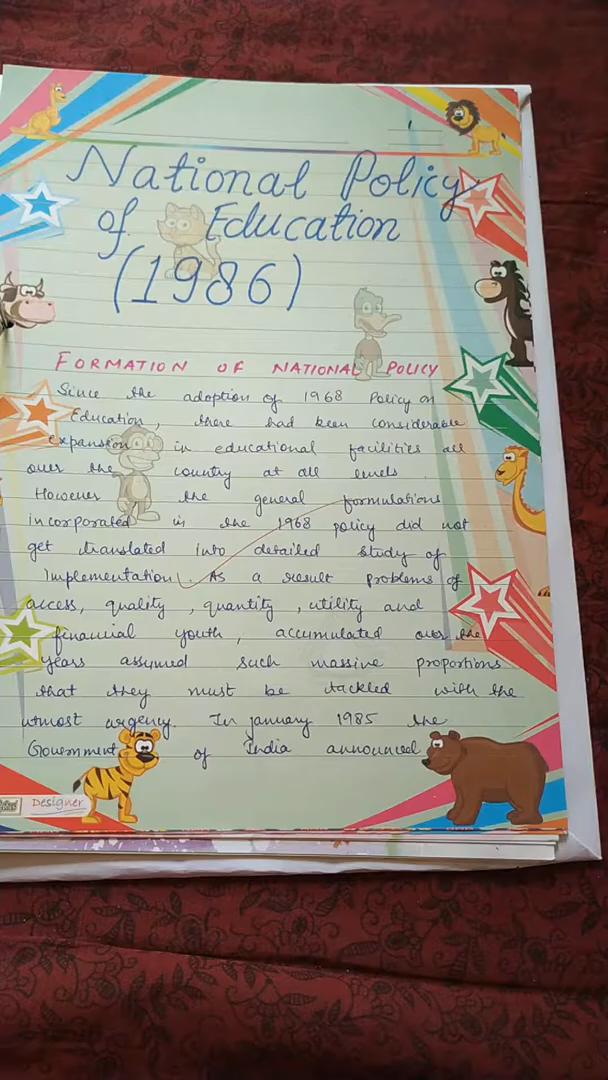 National Policy
of Education
(1986)
FORMATION OF NATIONAL POLICY
Since the adoption of 1968 Policy on
Education, there had been considerable
expansion in educational facilities all
over the country at all levels
However the general formulations
incorporated in the 1968 policy did not
get translated into detailed study of
Implementation. As a result problems of
access, quality, quantity, utility and
financial youth, accumulated over the
years assumed such massive proportions
that they must be tackled with the
utmost urgency. In january 1985 the
Government of India announced
Designer